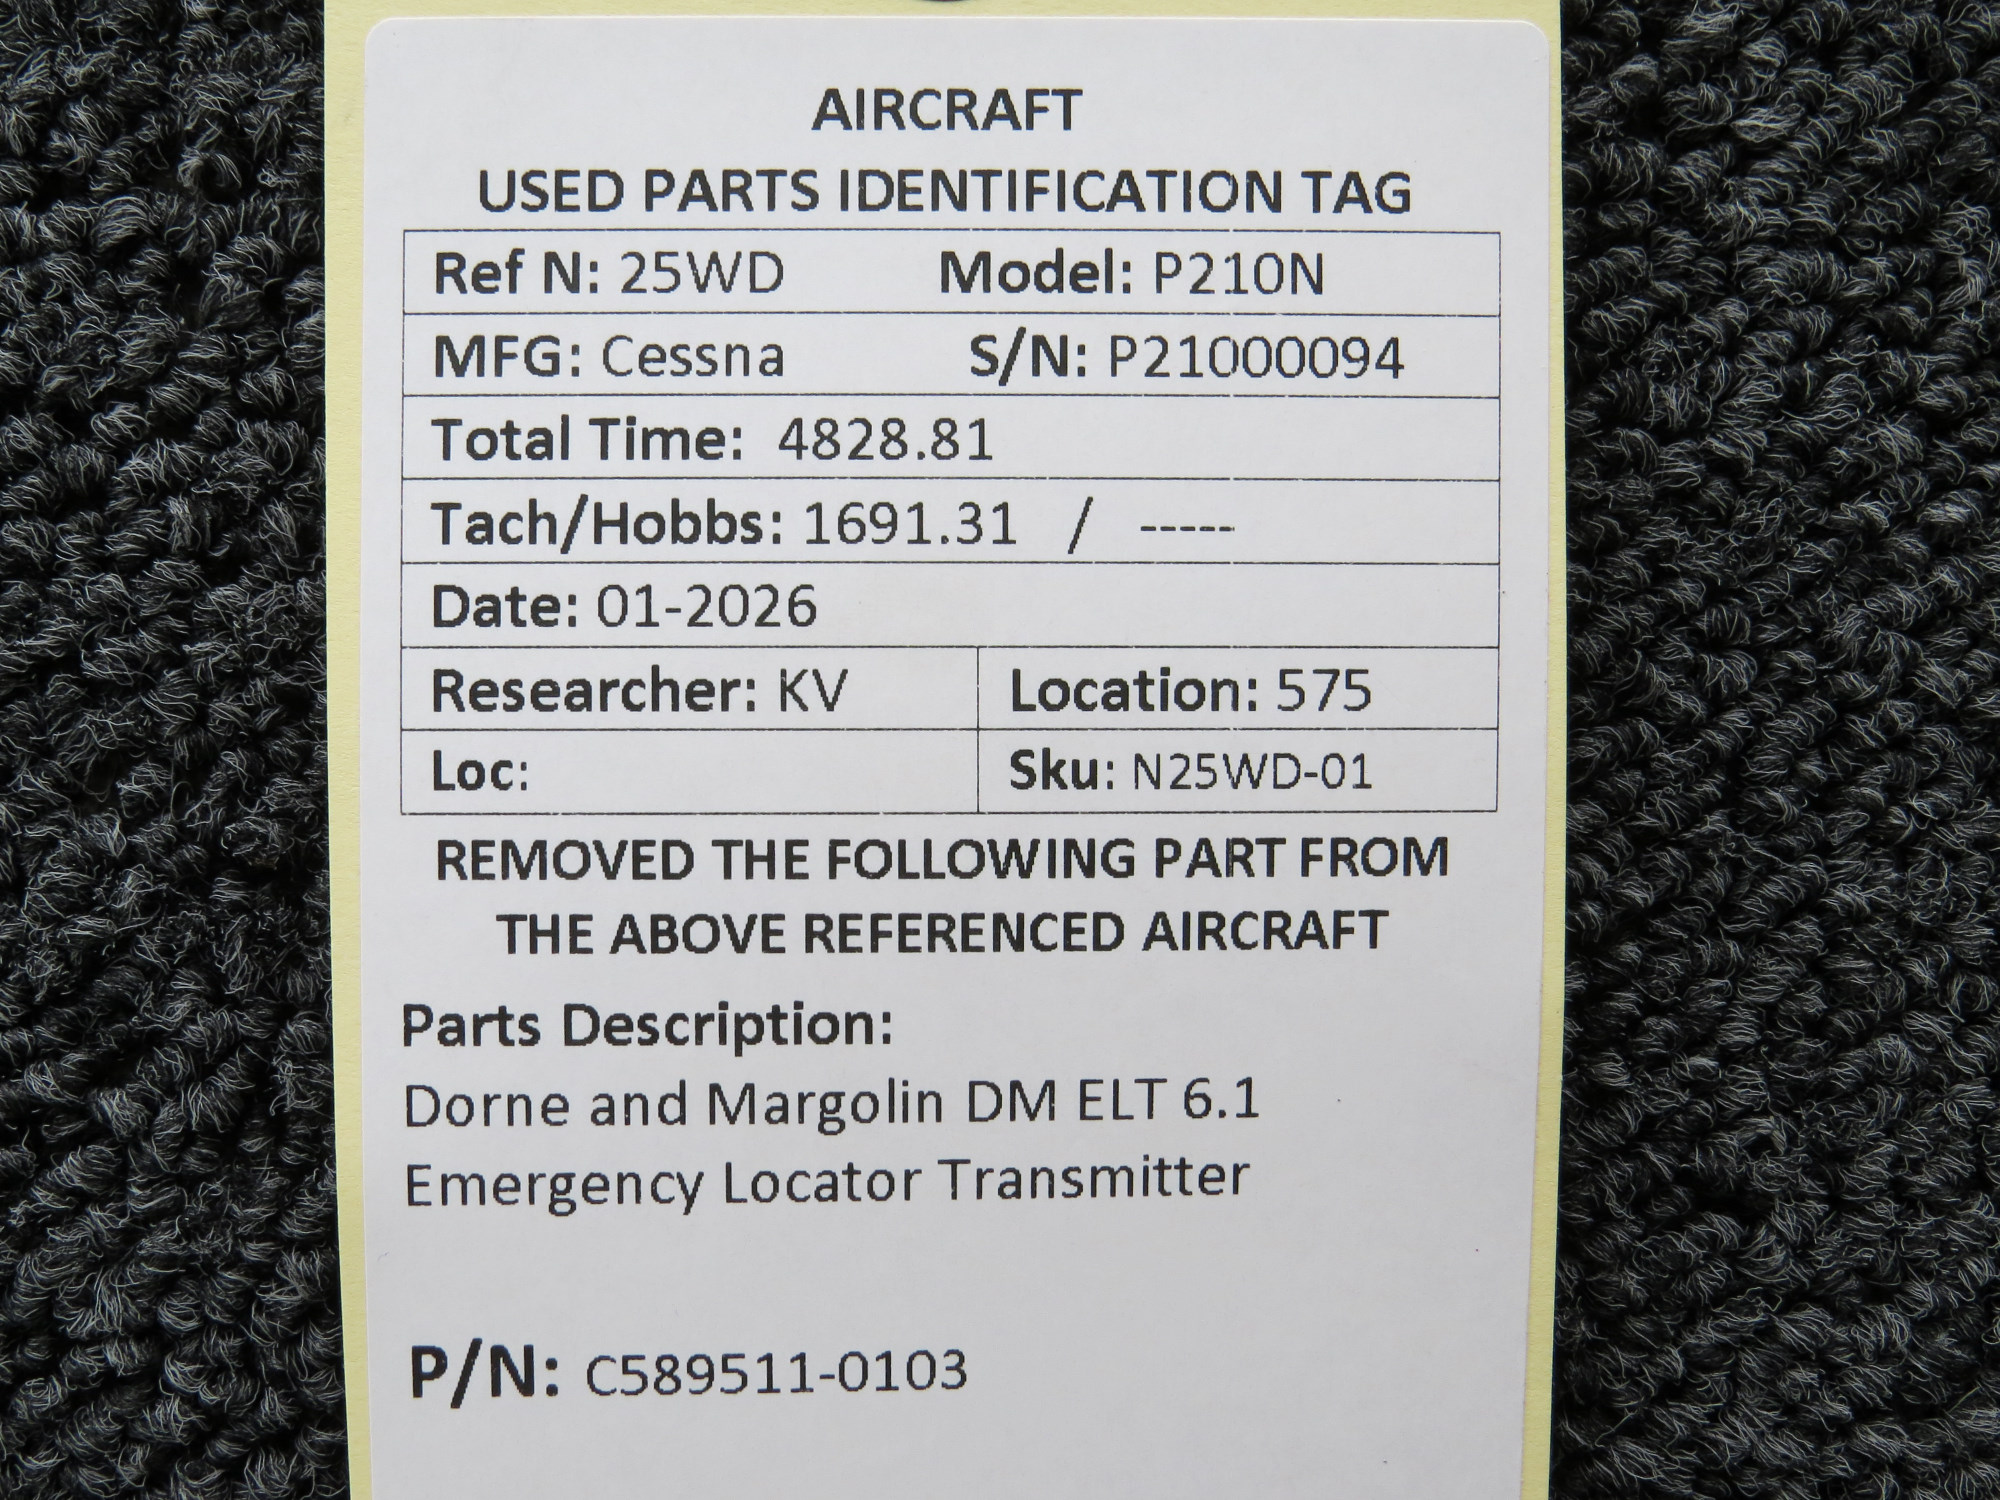 AIRCRAFT
USED PARTS IDENTIFICATION TAG
Ref N: 25WD Model: P210N
MFG: Cessna S/N: P21000094
Total Time: 4828.81
Tach/Hobbs: 1691.31 / -----
Date: 01-2026
Researcher: KV Location: 575
Loc: Sku: N25WD-01
REMOVED THE FOLLOWING PART FROM
THE ABOVE REFERENCED AIRCRAFT
Parts Description:
Dorne and Margolin DM ELT 6.1
Emergency Locator Transmitter
P/N: C589511-0103